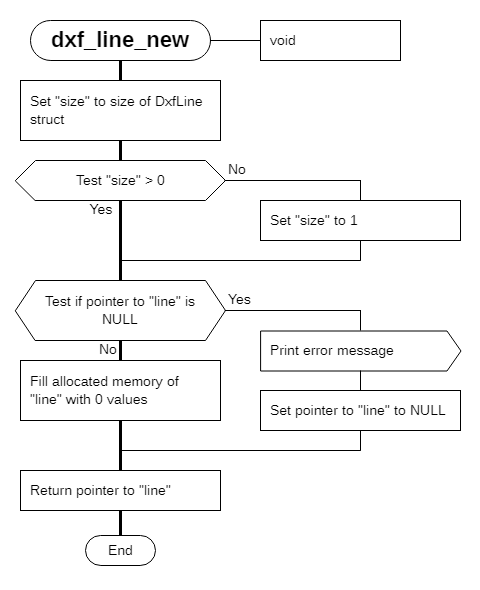 dxf_line_new
void
Set "size" to size of DxfLine
struct
Test "size" > 0
No
Yes
Set "size" to 1
Test if pointer to "line" is
NULL
Yes
No
Print error message
Fill allocated memory of
"line" with 0 values
Set pointer to "line" to NULL
Return pointer to "line"
End